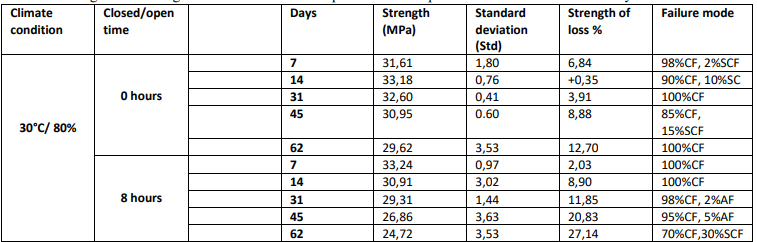 Climate condition Closed/open time Days Strength (MPa) Standard deviation (Std) Strength of loss % Failure mode
30°C/ 80% 0 hours 7 31,61 1,80 6,84 98%CF, 2%SCF
14 33,18 0,76 +0,35 90%CF, 10%SC
31 32,60 0,41 3,91 100%CF
45 30,95 0.60 8,88 85%CF, 15%SCF
62 29,62 3,53 12,70 100%CF
8 hours 7 33,24 0,97 2,03 100%CF
14 30,91 3,02 8,90 100%CF
31 29,31 1,44 11,85 98%CF, 2%AF
45 26,86 3,63 20,83 95%CF, 5%AF
62 24,72 3,53 27,14 70%CF,30%SCF